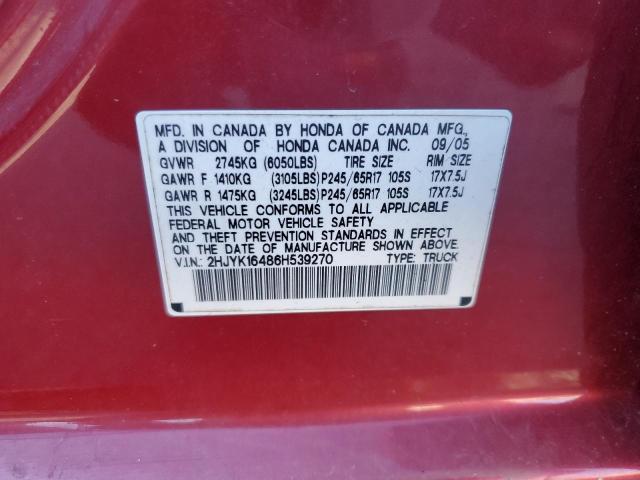 MFD. IN CANADA BY HONDA OF CANADA MFG.,
A DIVISION OF HONDA CANADA INC. 09/05
GVWR 2745KG (6050LBS) TIRE SIZE RIM SIZE
GAWR F 1410KG (3105LBS)P245/65R17 105S 17X7.5J
GAWR R 1475KG (3245LBS)P245/65R17 105S 17X7.5J
THIS VEHICLE CONFORMS TO ALL APPLICABLE
FEDERAL MOTOR VEHICLE SAFETY AND
THEFT PREVENTION STANDARDS IN EFFECT
ON THE DATE OF MANUFACTURE SHOWN ABOVE.
V.I.N.: 2HJYK16486H539270 TYPE: TRUCK